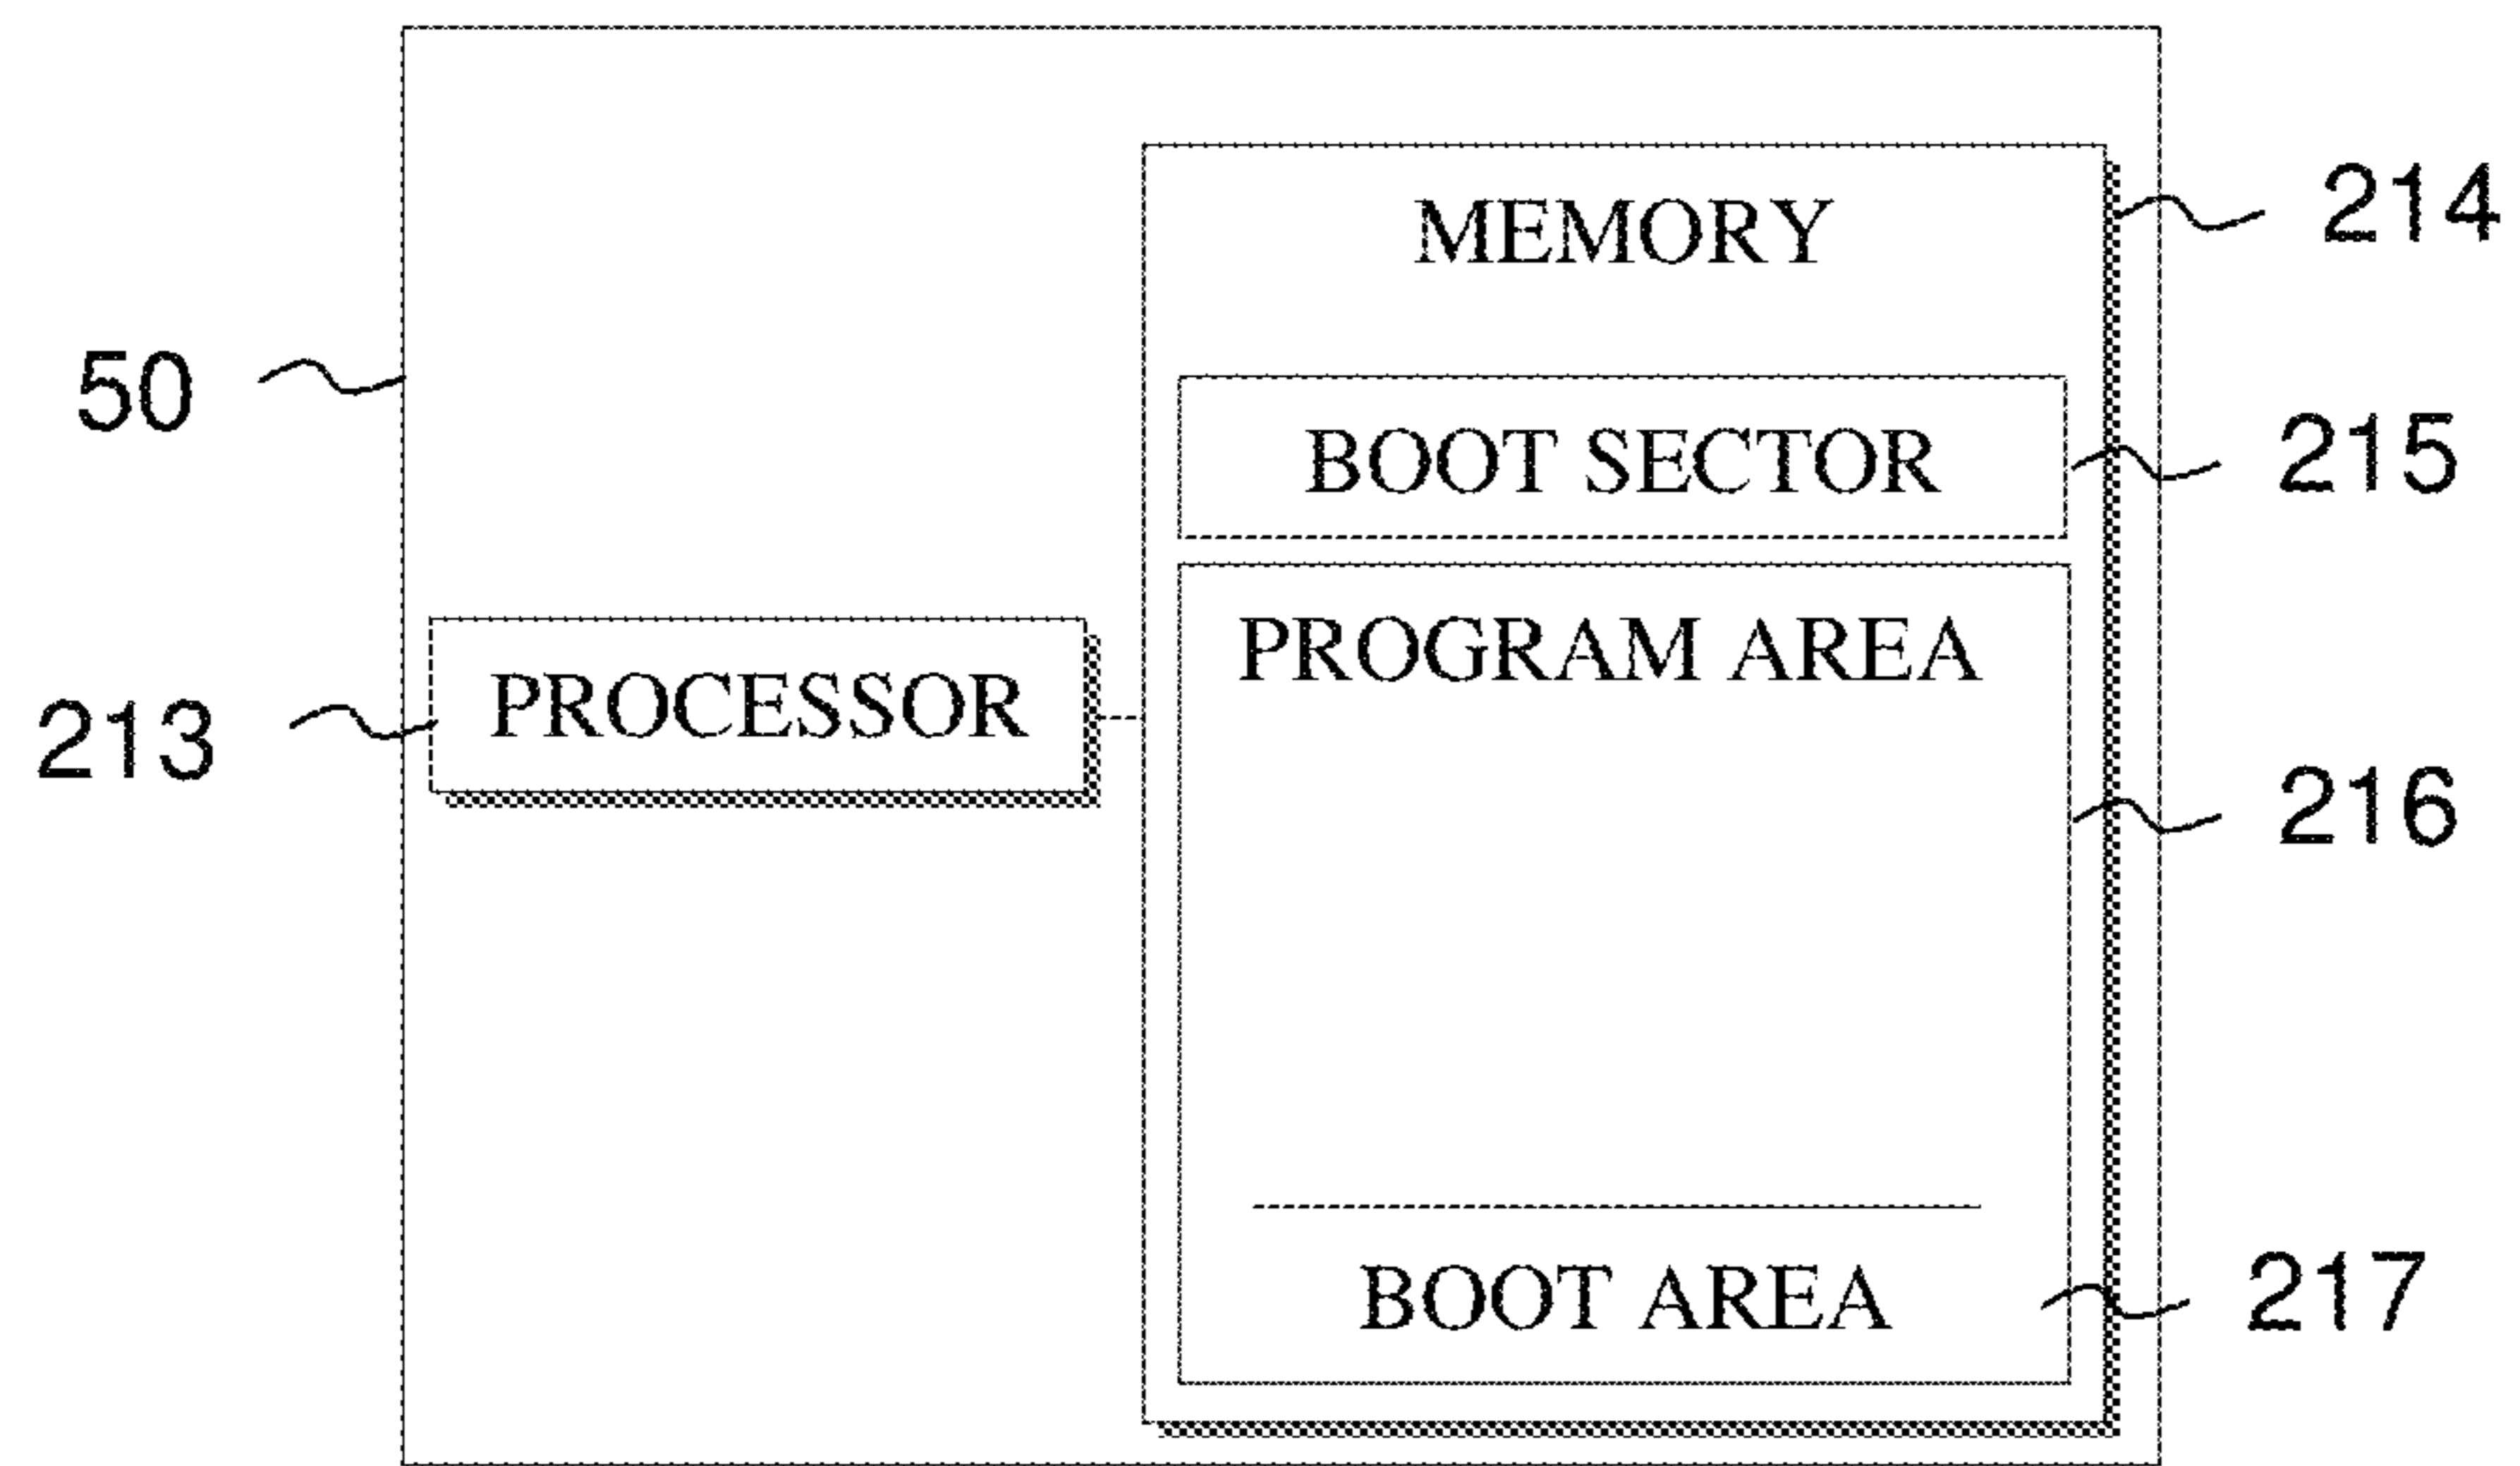 MEMORY
214
50
BOOT SECTOR
215
PROGRAM AREA
PROCESSOR
213
216
BOOT AREA
217